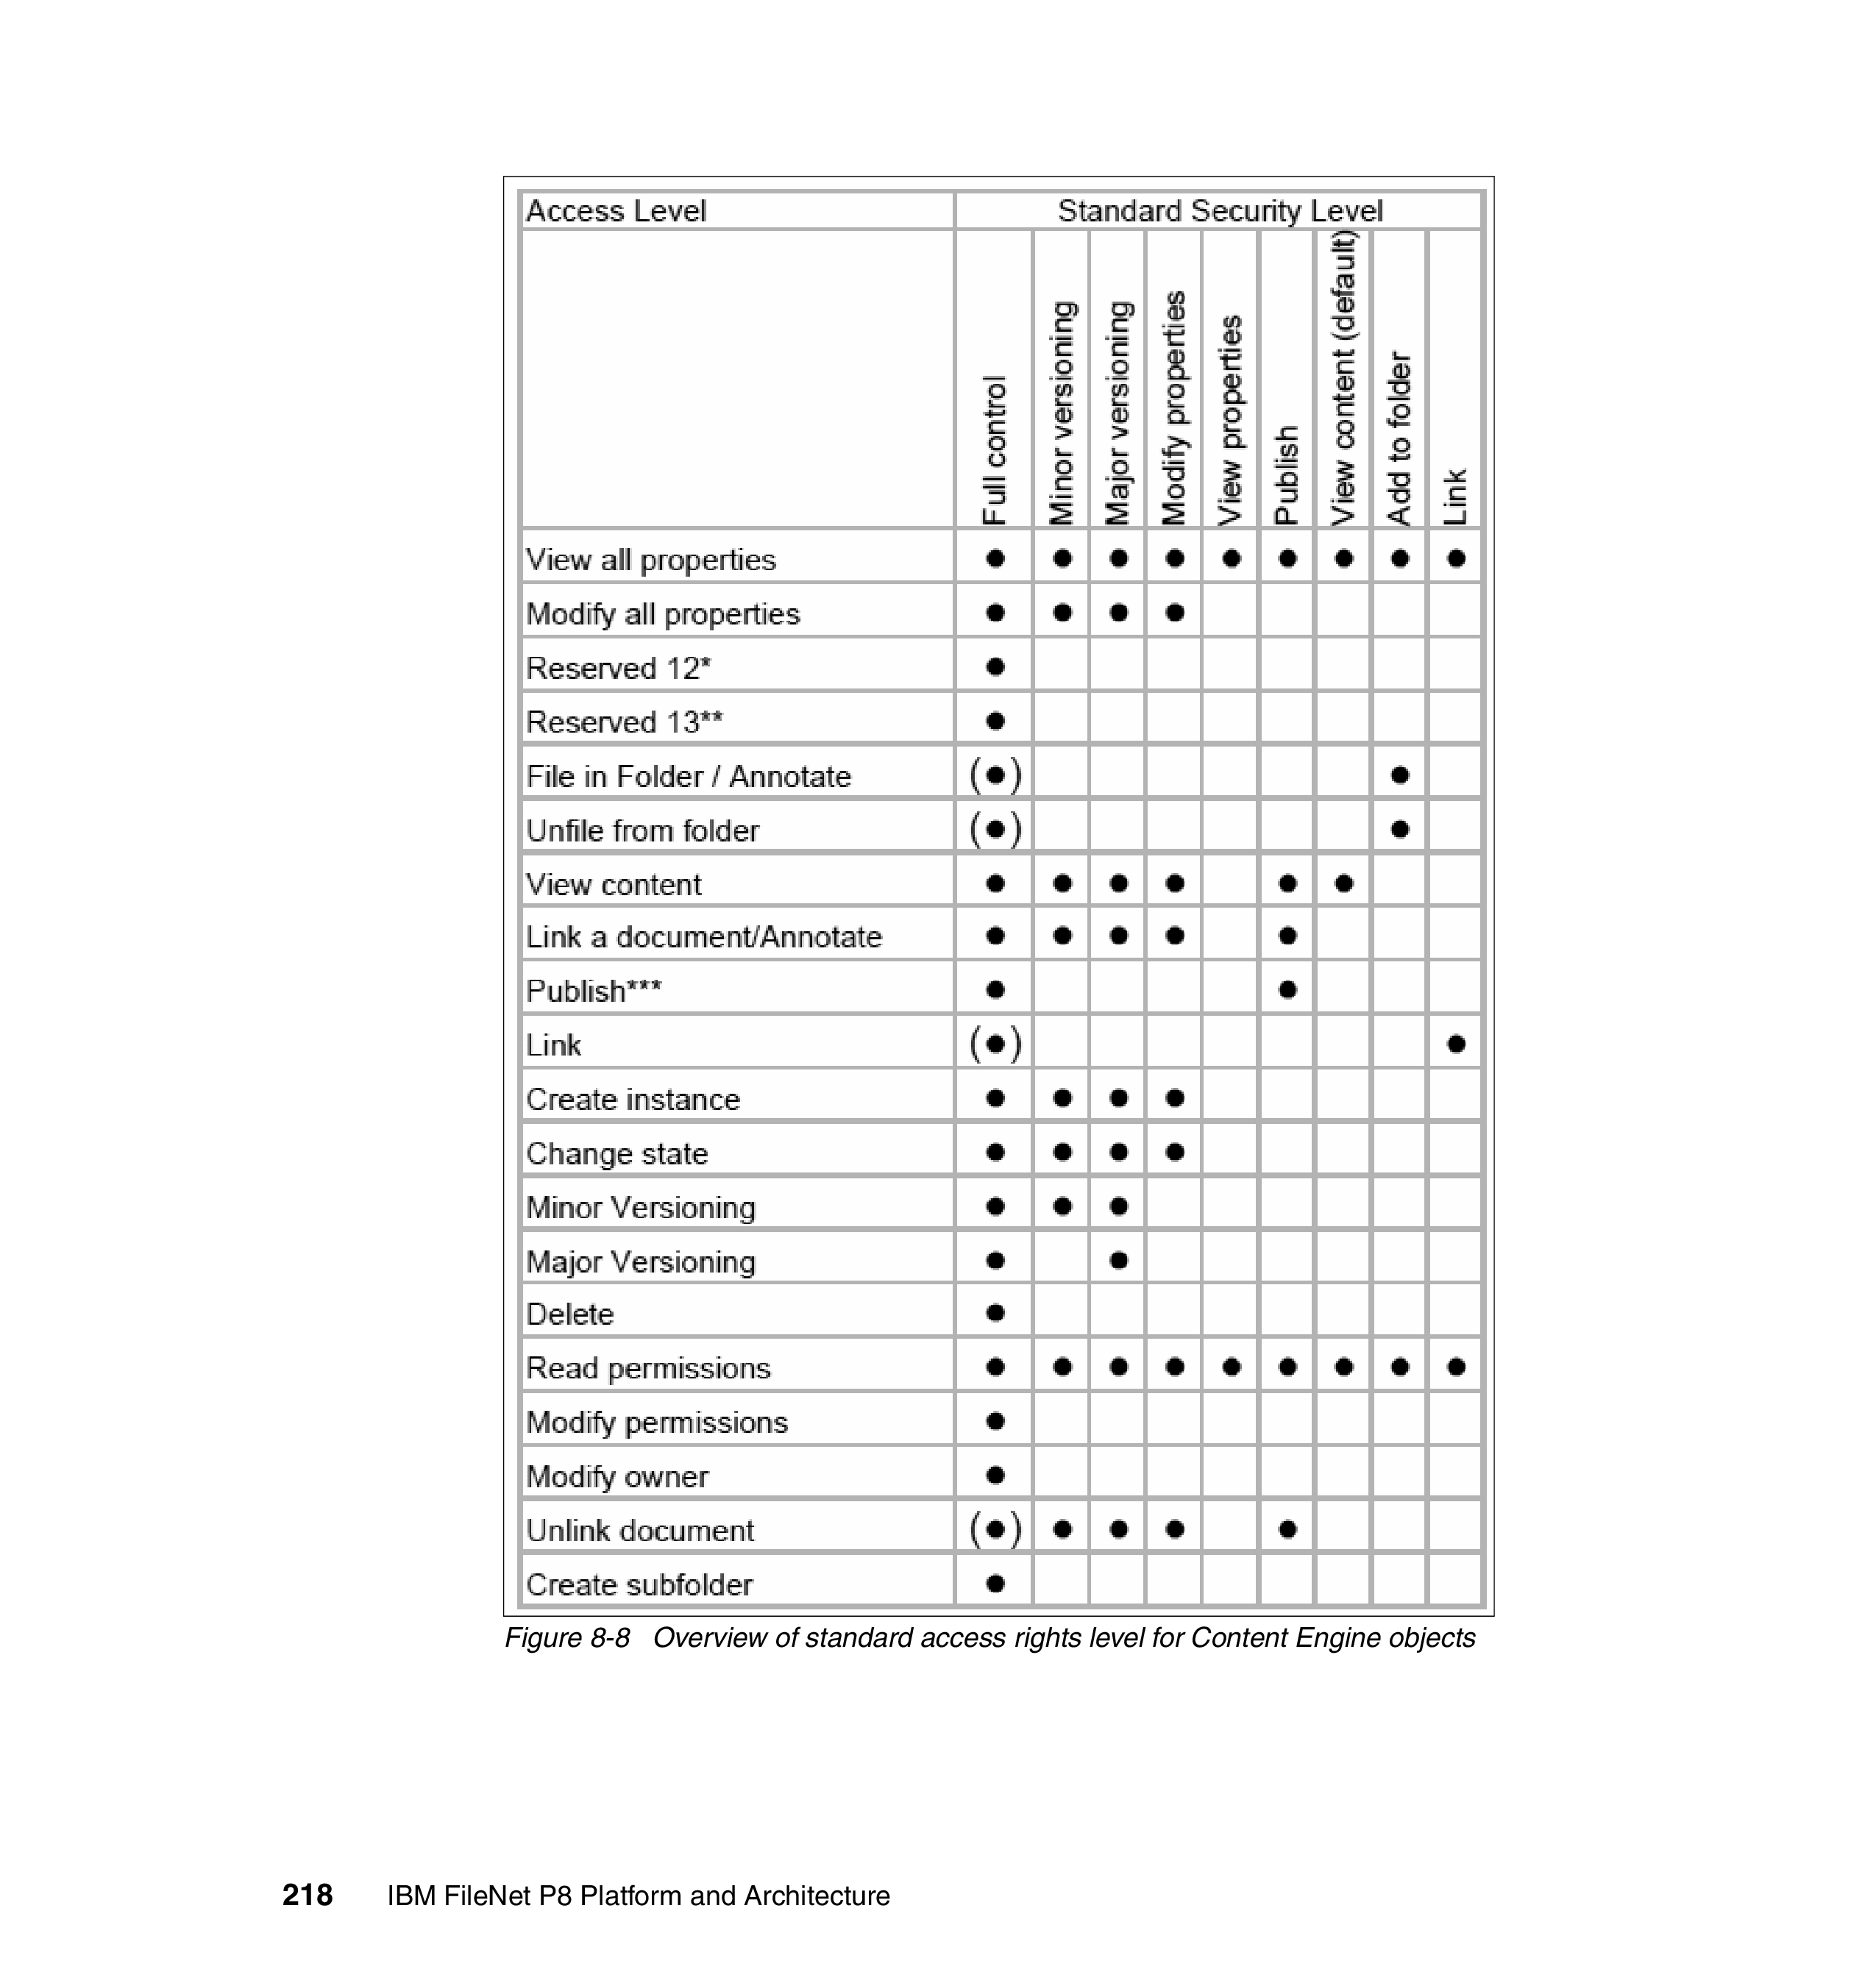 Access Level Standard Security Level
Full control Minor versioning Major versioning Modify properties View properties Publish View content (default) Add to folder Link
View all properties ● ● ● ● ● ● ● ● ●
Modify all properties ● ● ● ●
Reserved 12* ●
Reserved 13** ●
File in Folder / Annotate (●) ●
Unfile from folder (●) ●
View content ● ● ● ● ● ●
Link a document/Annotate ● ● ● ● ●
Publish*** ● ●
Link (●) ●
Create instance ● ● ● ●
Change state ● ● ● ●
Minor Versioning ● ● ●
Major Versioning ● ●
Delete ●
Read permissions ● ● ● ● ● ● ● ● ●
Modify permissions ●
Modify owner ●
Unlink document (●) ● ● ● ●
Create subfolder ●
Figure 8-8 Overview of standard access rights level for Content Engine objects
218 IBM FileNet P8 Platform and Architecture